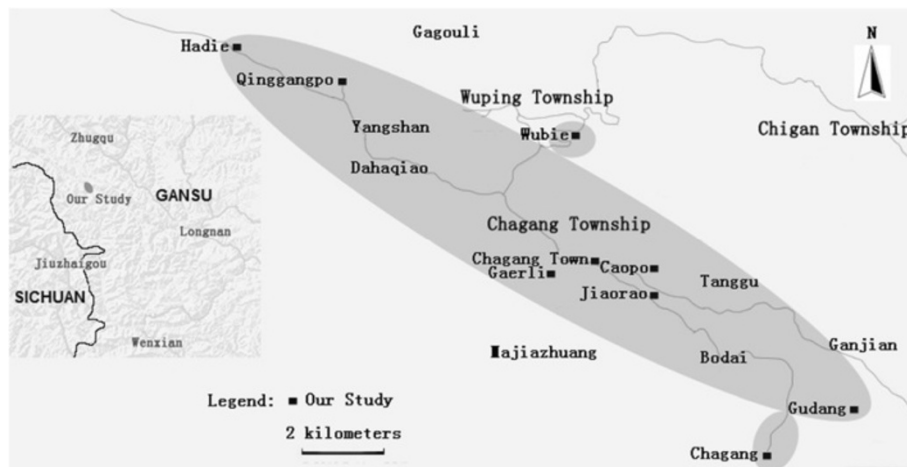 Gagouli
N
Hadie
Qinggangpo
Wuping Township
Yangshan
Wubie
Chigan Township
Dahaqiao
Zhugqu
Our Study
GANSU
Longnan
Jiuzhaigou
SICHUAN
Wenxian
Chagang Township
Chagang Town
Caopo
Gaerli
Tanggu
Jiaorao
Ganjian
Bodai
Legend: Our Study
Gudang
2 kilometers
Chagang